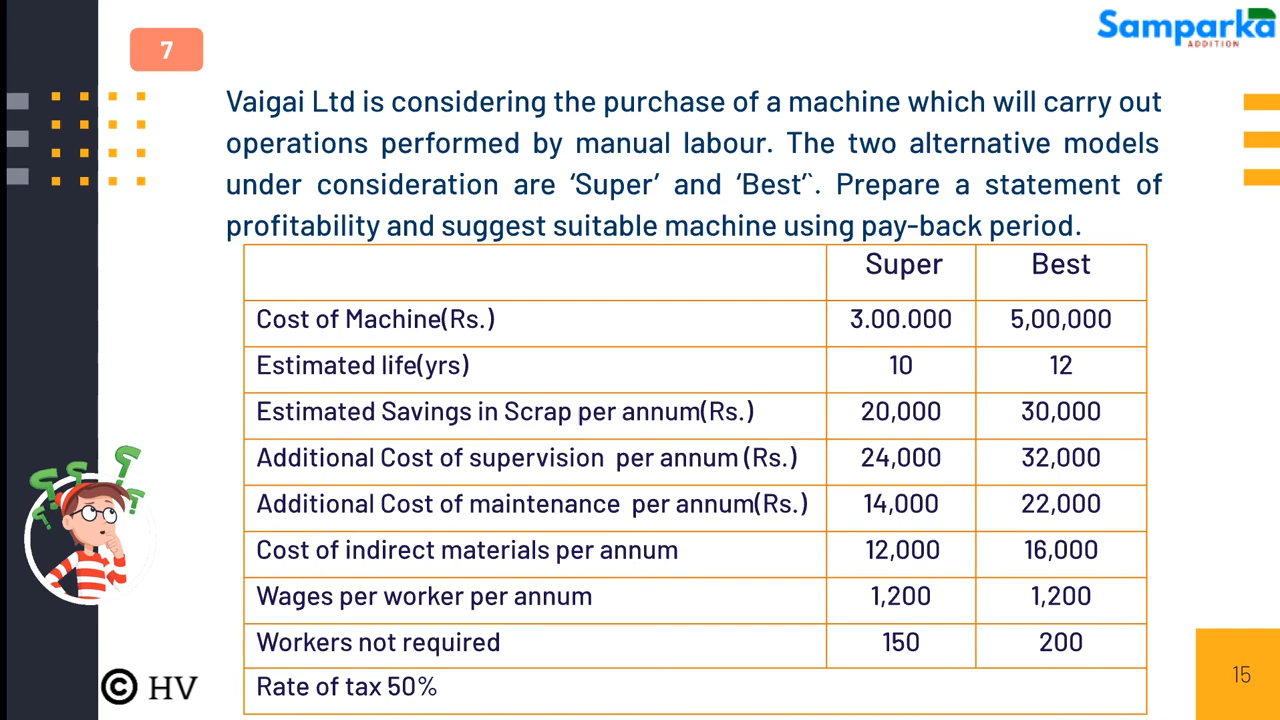 Samparka
ADDITION
7
Vaigai Ltd is considering the purchase of a machine which will carry out
operations performed by manual labour. The two alternative models
under consideration are ‘Super’ and ‘Best’`. Prepare a statement of
profitability and suggest suitable machine using pay-back period.
Super Best
Cost of Machine(Rs.) 3.00.000 5,00,000
Estimated life(yrs) 10 12
Estimated Savings in Scrap per annum(Rs.) 20,000 30,000
Additional Cost of supervision per annum (Rs.) 24,000 32,000
Additional Cost of maintenance per annum(Rs.) 14,000 22,000
Cost of indirect materials per annum 12,000 16,000
Wages per worker per annum 1,200 1,200
Workers not required 150 200
Rate of tax 50%
© HV
15